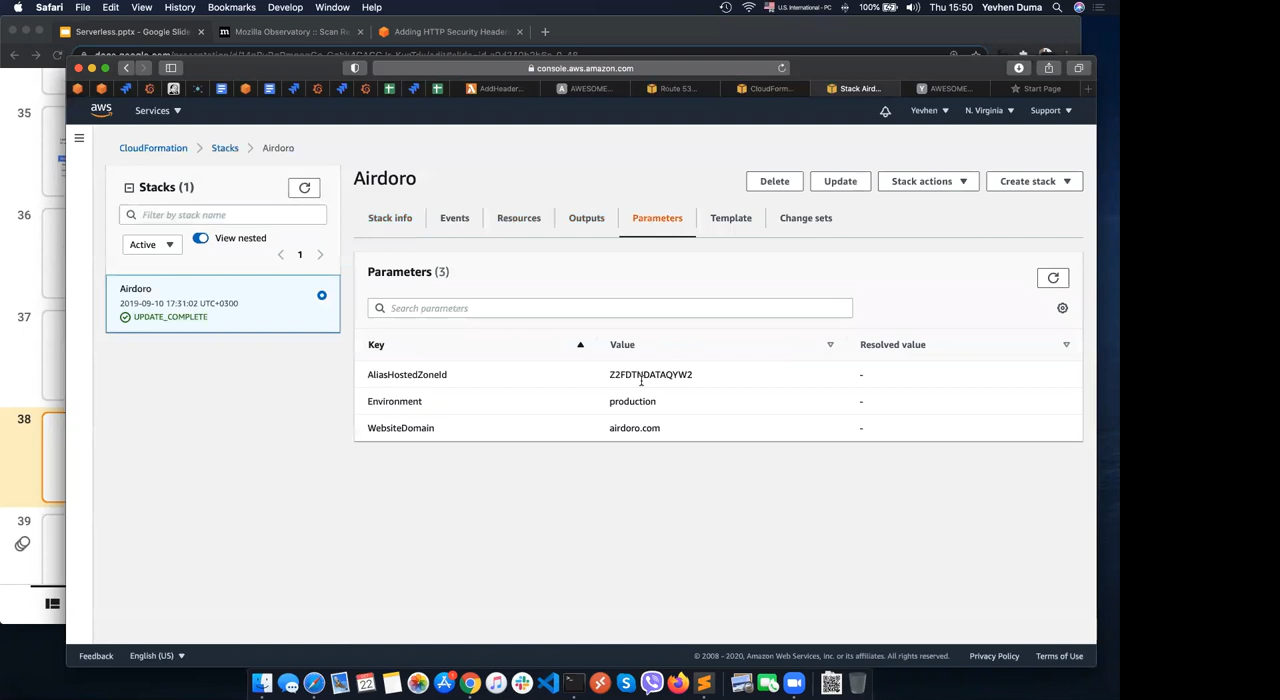 Safari File Edit View History Bookmarks Develop Window Help
U.S. International - PC 100% Thu 15:50 Yevhen Duma
Serverless.pptx - Google Slide Mozilla Observatory :: Scan Re Adding HTTP Security Header
console.aws.amazon.com
AddHeader... AWESOME... Route 53... CloudForm... Stack Aird... AWESOME... Start Page
aws Services Yevhen N. Virginia Support
35
36
37
38
39
CloudFormation Stacks Airdoro
Stacks (1)
Filter by stack name
Active View nested
1
Airdoro
2019-09-10 17:31:02 UTC+0300
UPDATE_COMPLETE
Airdoro
Delete Update Stack actions Create stack
Stack info Events Resources Outputs Parameters Template Change sets
Parameters (3)
Search parameters
Key Value Resolved value
AliasHostedZoneId Z2FDTNDATAQYW2 -
Environment production -
WebsiteDomain airdoro.com -
Feedback English (US) © 2008 - 2020, Amazon Web Services, Inc. or its affiliates. All rights reserved. Privacy Policy Terms of Use
22